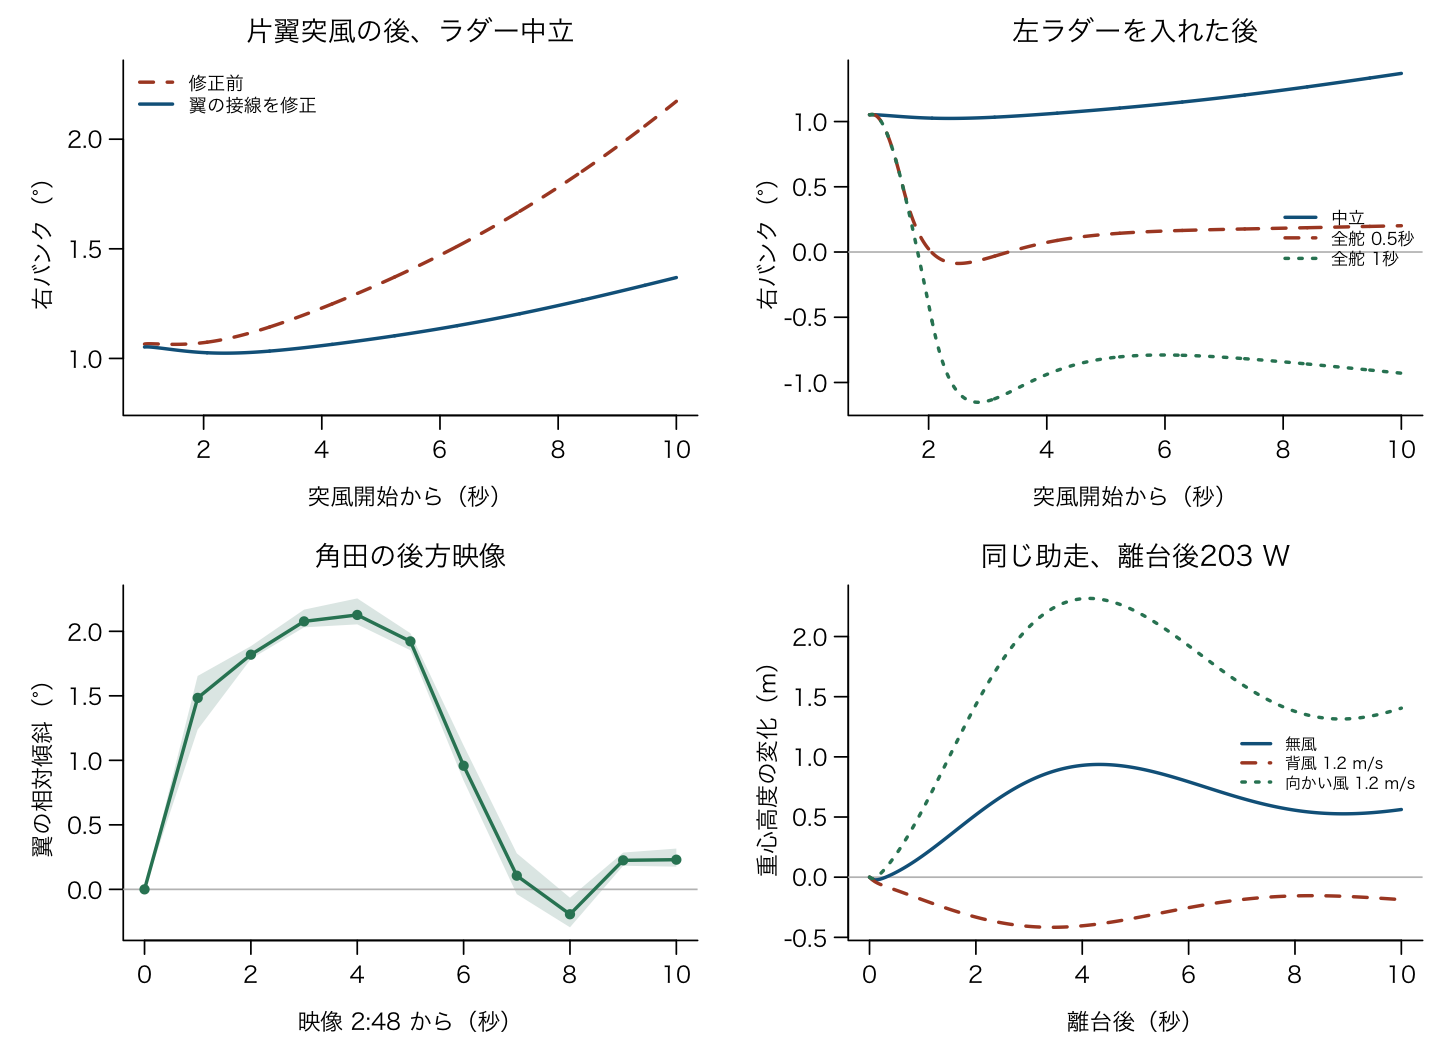 片翼突風の後、ラダー中立
修正前
翼の接線を修正
右バンク (°)
2.0
1.5
1.0
2 4 6 8 10
突風開始から (秒)
左ラダーを入れた後
右バンク (°)
1.0
0.5
0.0
-0.5
-1.0
中立
全舵 0.5秒
全舵 1秒
2 4 6 8 10
突風開始から (秒)
角田の後方映像
翼の相対傾斜 (°)
2.0
1.5
1.0
0.5
0.0
0 2 4 6 8 10
映像 2:48 から (秒)
同じ助走、離台後203 W
重心高度の変化 (m)
2.0
1.5
1.0
0.5
0.0
-0.5
無風
背風 1.2 m/s
向かい風 1.2 m/s
0 2 4 6 8 10
離台後 (秒)